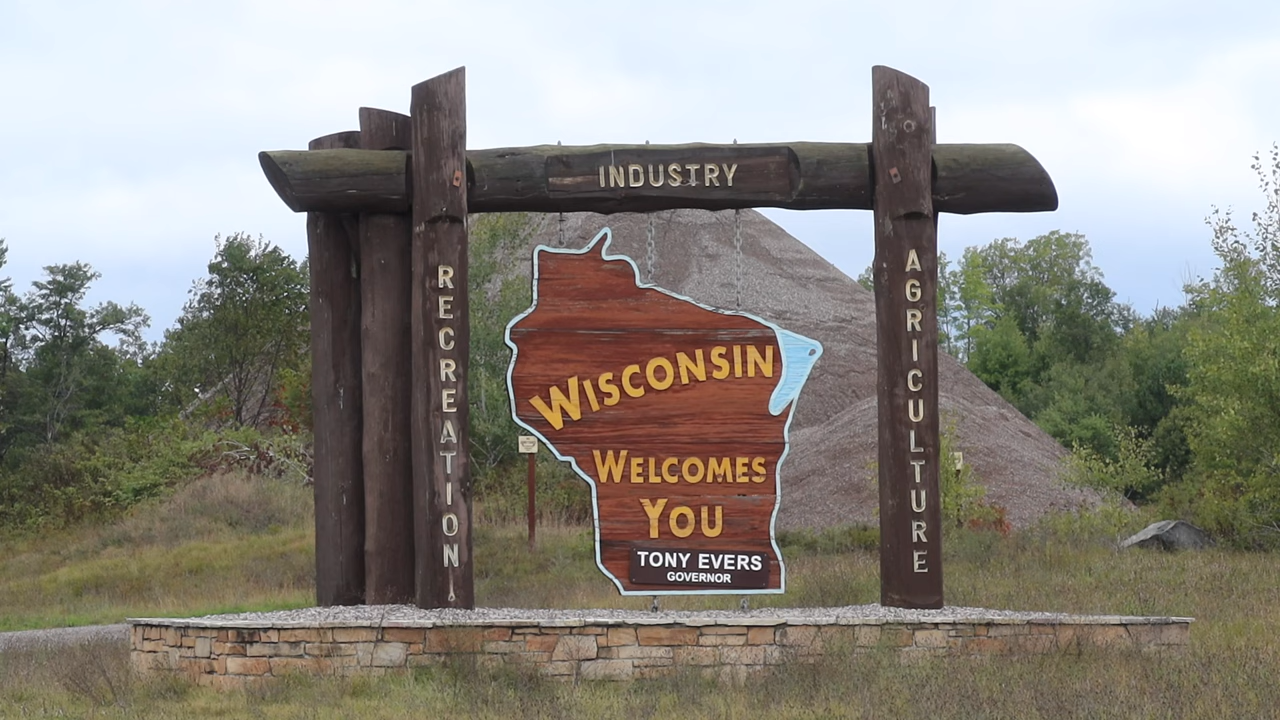 INDUSTRY
RECREATION
AGRICULTURE
WISCONSIN
WELCOMES
YOU
TONY EVERS
GOVERNOR